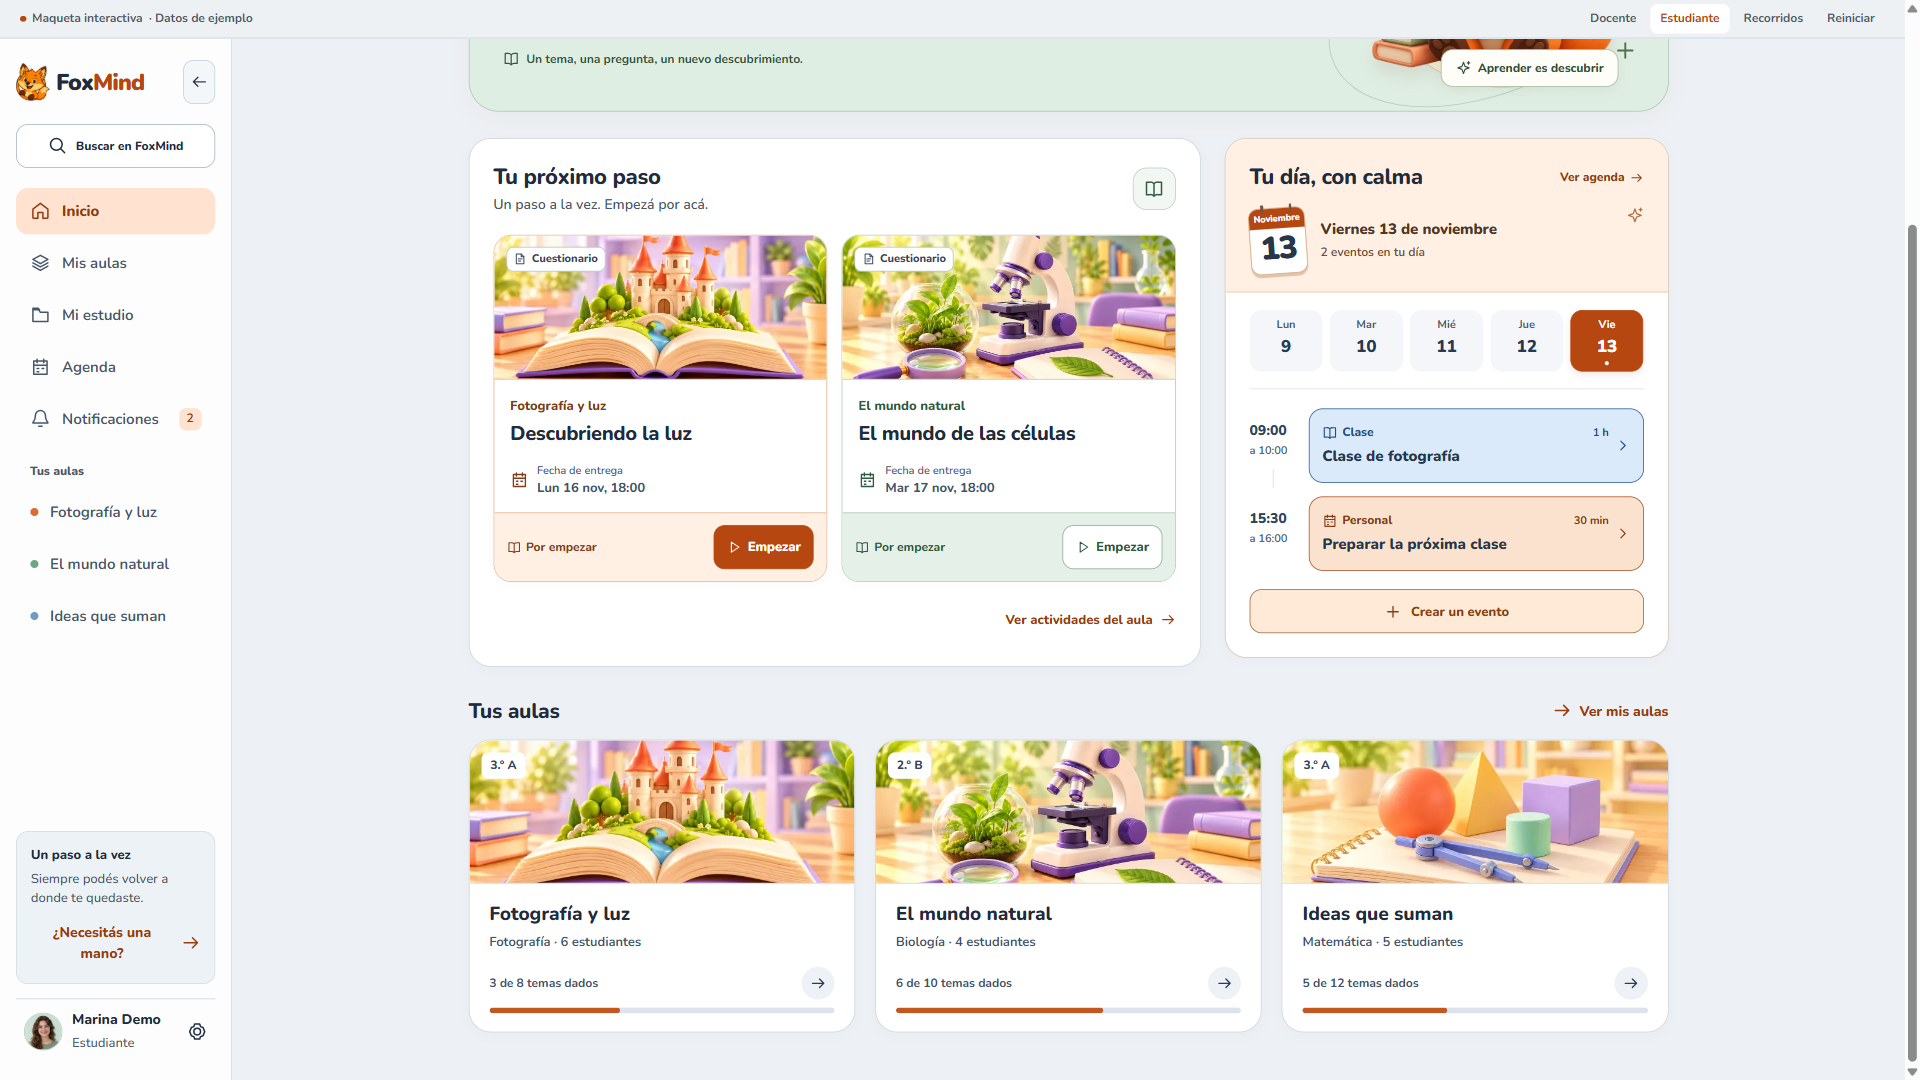 Maqueta interactiva · Datos de ejemplo
Docente
Estudiante
Recorridos
Reiniciar
FoxMind
Buscar en FoxMind
Inicio
Mis aulas
Mi estudio
Agenda
Notificaciones
2
Tus aulas
Fotografía y luz
El mundo natural
Ideas que suman
Un paso a la vez
Siempre podés volver a
donde te quedaste.
¿Necesitás una
mano?
Marina Demo
Estudiante
Un tema, una pregunta, un nuevo descubrimiento.
Aprender es descubrir
Tu próximo paso
Un paso a la vez. Empezá por acá.
Cuestionario
Fotografía y luz
Descubriendo la luz
Fecha de entrega
Lun 16 nov, 18:00
Por empezar
Empezar
Cuestionario
El mundo natural
El mundo de las células
Fecha de entrega
Mar 17 nov, 18:00
Por empezar
Empezar
Ver actividades del aula
Tu día, con calma
Ver agenda
Noviembre
13
Viernes 13 de noviembre
2 eventos en tu día
Lun
9
Mar
10
Mié
11
Jue
12
Vie
13
09:00
a 10:00
Clase
1 h
Clase de fotografía
15:30
a 16:00
Personal
30 min
Preparar la próxima clase
Crear un evento
Tus aulas
Ver mis aulas
3.º A
Fotografía y luz
Fotografía · 6 estudiantes
3 de 8 temas dados
2.º B
El mundo natural
Biología · 4 estudiantes
6 de 10 temas dados
3.º A
Ideas que suman
Matemática · 5 estudiantes
5 de 12 temas dados